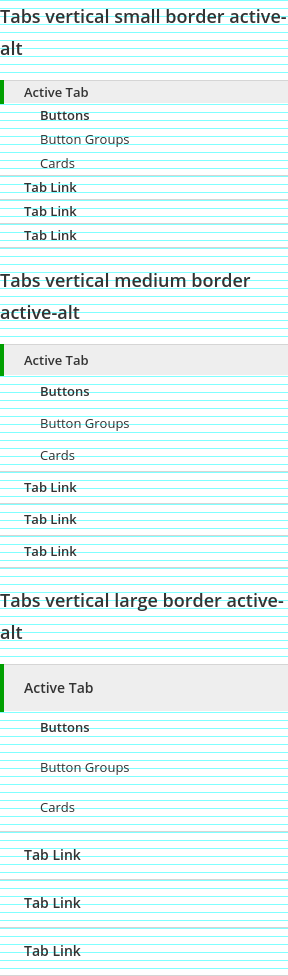 Tabs vertical small border active-
alt
Active Tab
Buttons
Button Groups
Cards
Tab Link
Tab Link
Tab Link
Tabs vertical medium border
active-alt
Active Tab
Buttons
Button Groups
Cards
Tab Link
Tab Link
Tab Link
Tabs vertical large border active-
alt
Active Tab
Buttons
Button Groups
Cards
Tab Link
Tab Link
Tab Link